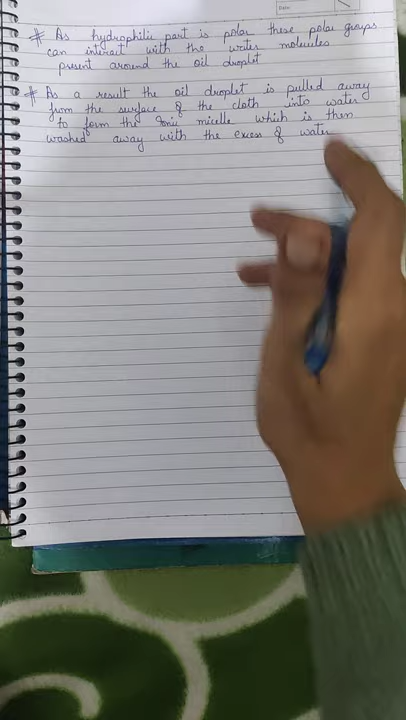 # As hydrophilic part is polar these polar groups
can interact with the water molecules
present around the oil droplet
# As a result the oil droplet is pulled away
from the surface of the cloth into water
to form the Ionic micelle which is then
washed away with the excess of water
Date: